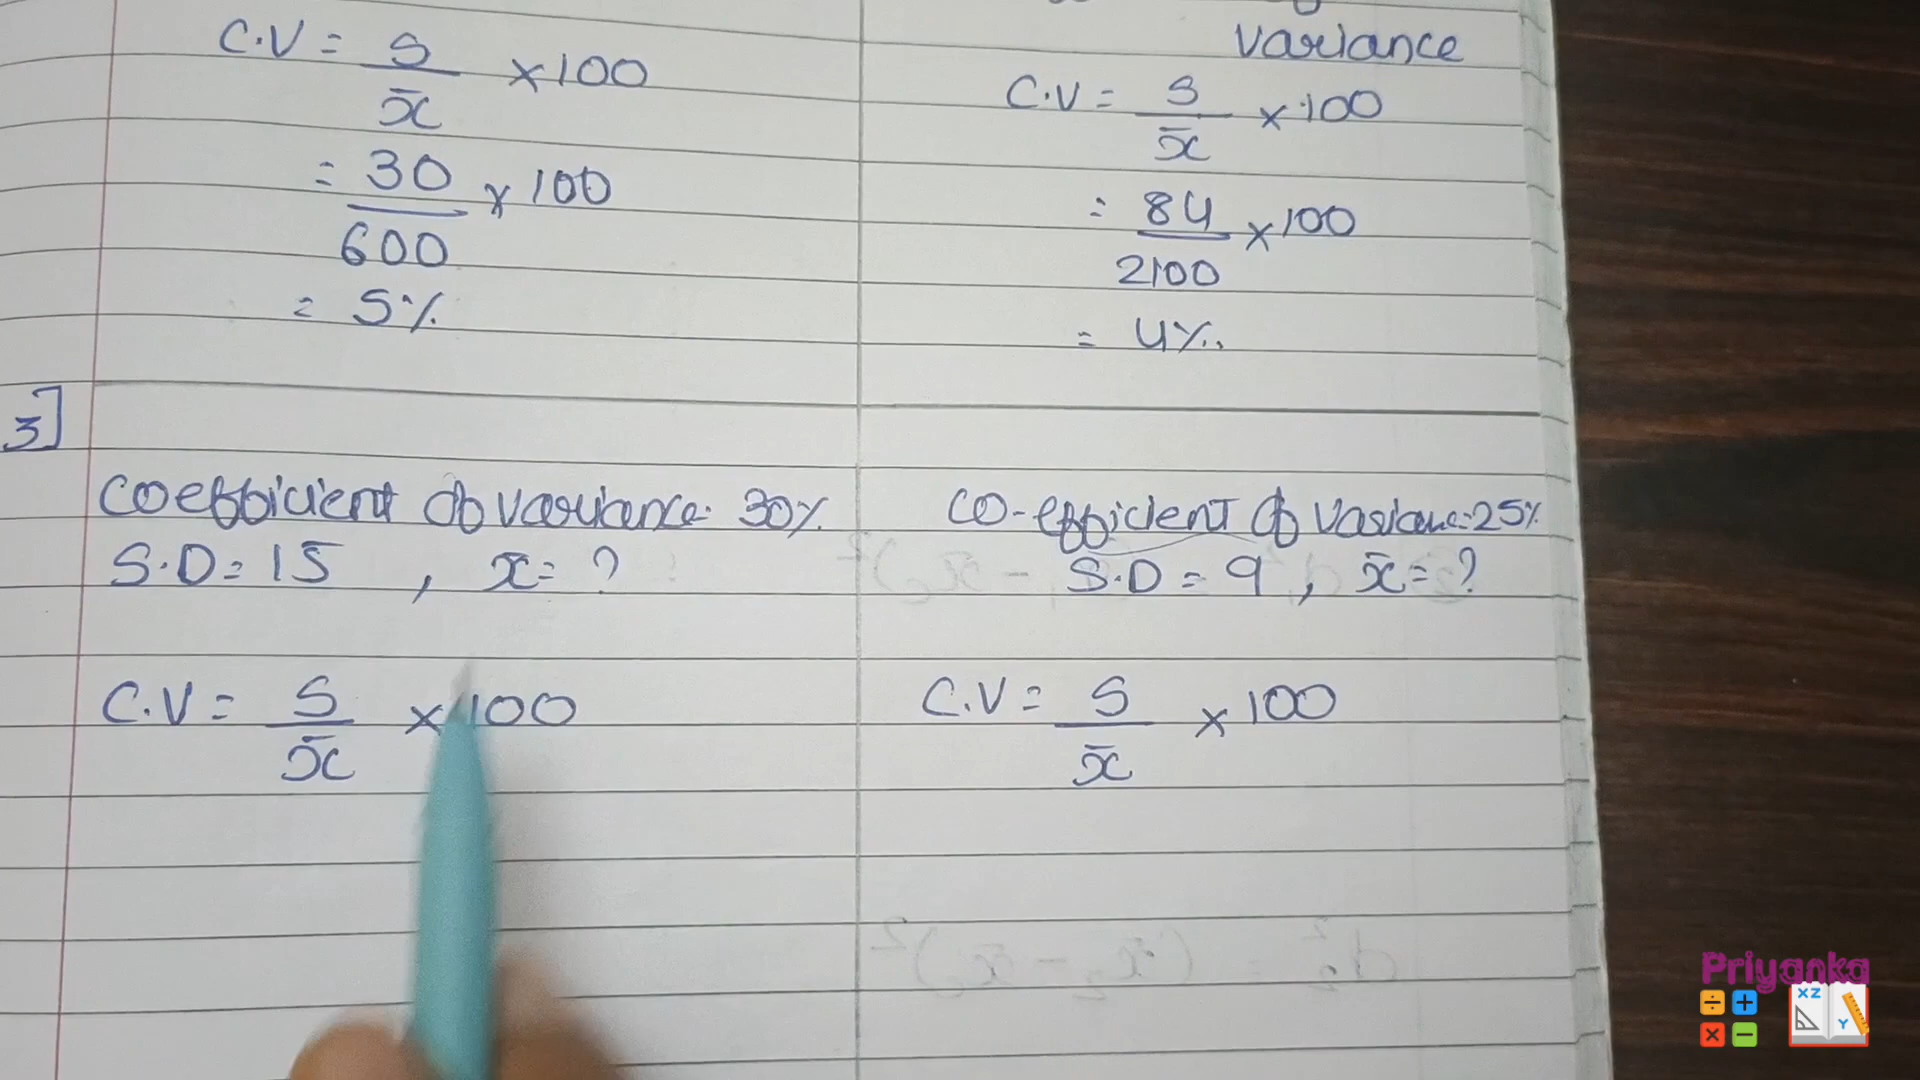 C.V = S/x̄ × 100
= 30/600 × 100
= 5%
variance
C.V = S/x̄ × 100
= 84/2100 × 100
= 4%
3]
Coefficient of variance. 30%
S.D = 15 , x = ?
C.V = S/x̄ × 100
Co-efficient of variance: 25%
S.D = 9 , x̄ = ?
C.V = S/x̄ × 100
Priyanka
XZ
Y